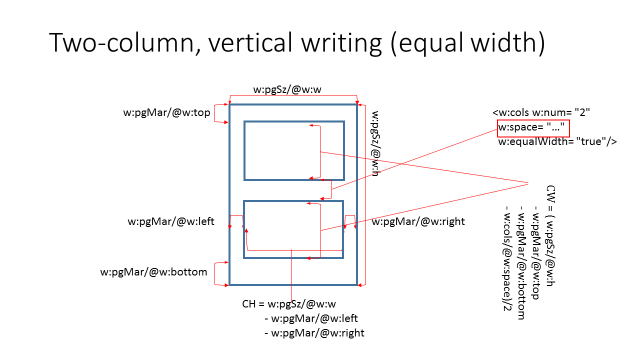 Two-column, vertical writing (equal width)
w:pgSz/@w:w
w:pgMar/@w:top
w:pgSz/@w:h
<w:cols w:num= "2"
w:space= "..."
w:equalWidth= "true"/>
w:pgMar/@w:left
w:pgMar/@w:right
CW = ( w:pgSz/@w:h
- w:pgMar/@w:top
- w:pgMar/@w:bottom
- w:cols/@w:space)/2
w:pgMar/@w:bottom
CH = w:pgSz/@w:w
- w:pgMar/@w:left
- w:pgMar/@w:right